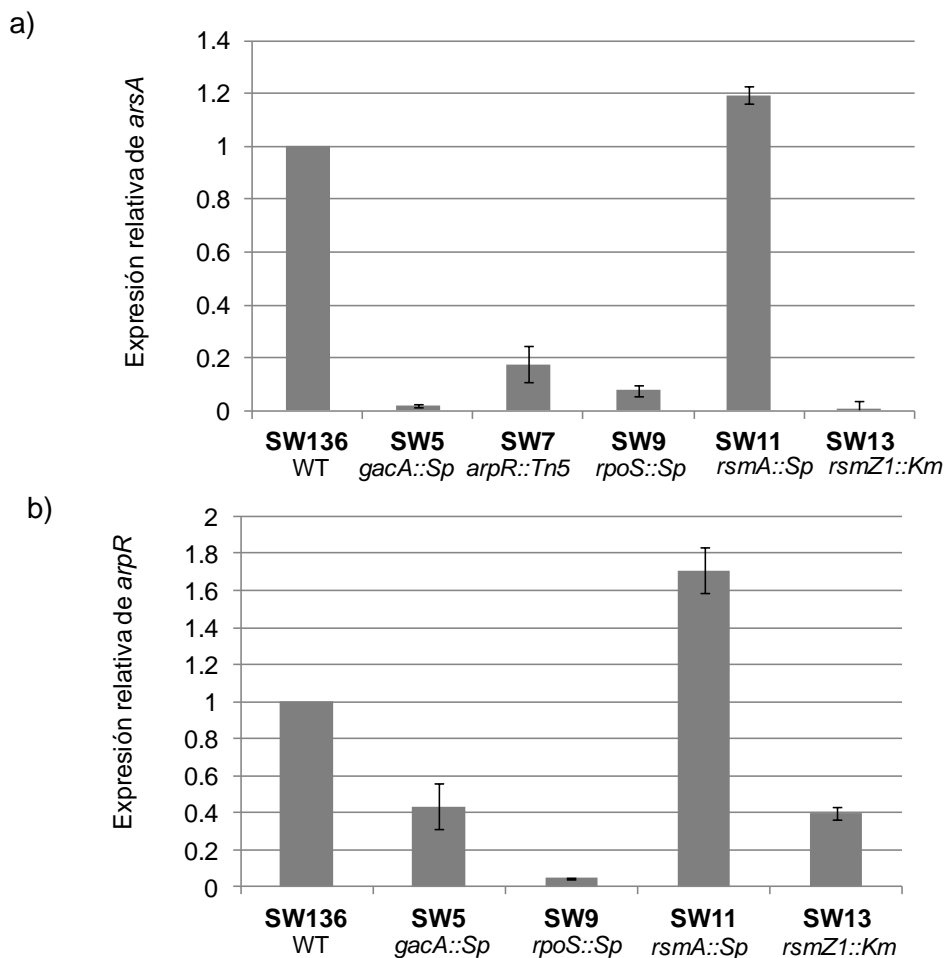 a)
Expresión relativa de arsA
1.4
1.2
1
0.8
0.6
0.4
0.2
0
SW136 SW5 SW7 SW9 SW11 SW13
WT gacA::Sp arpR::Tn5 rpoS::Sp rsmA::Sp rsmZ1::Km
b)
Expresión relativa de arpR
2
1.8
1.6
1.4
1.2
1
0.8
0.6
0.4
0.2
0
SW136 SW5 SW9 SW11 SW13
WT gacA::Sp rpoS::Sp rsmA::Sp rsmZ1::Km